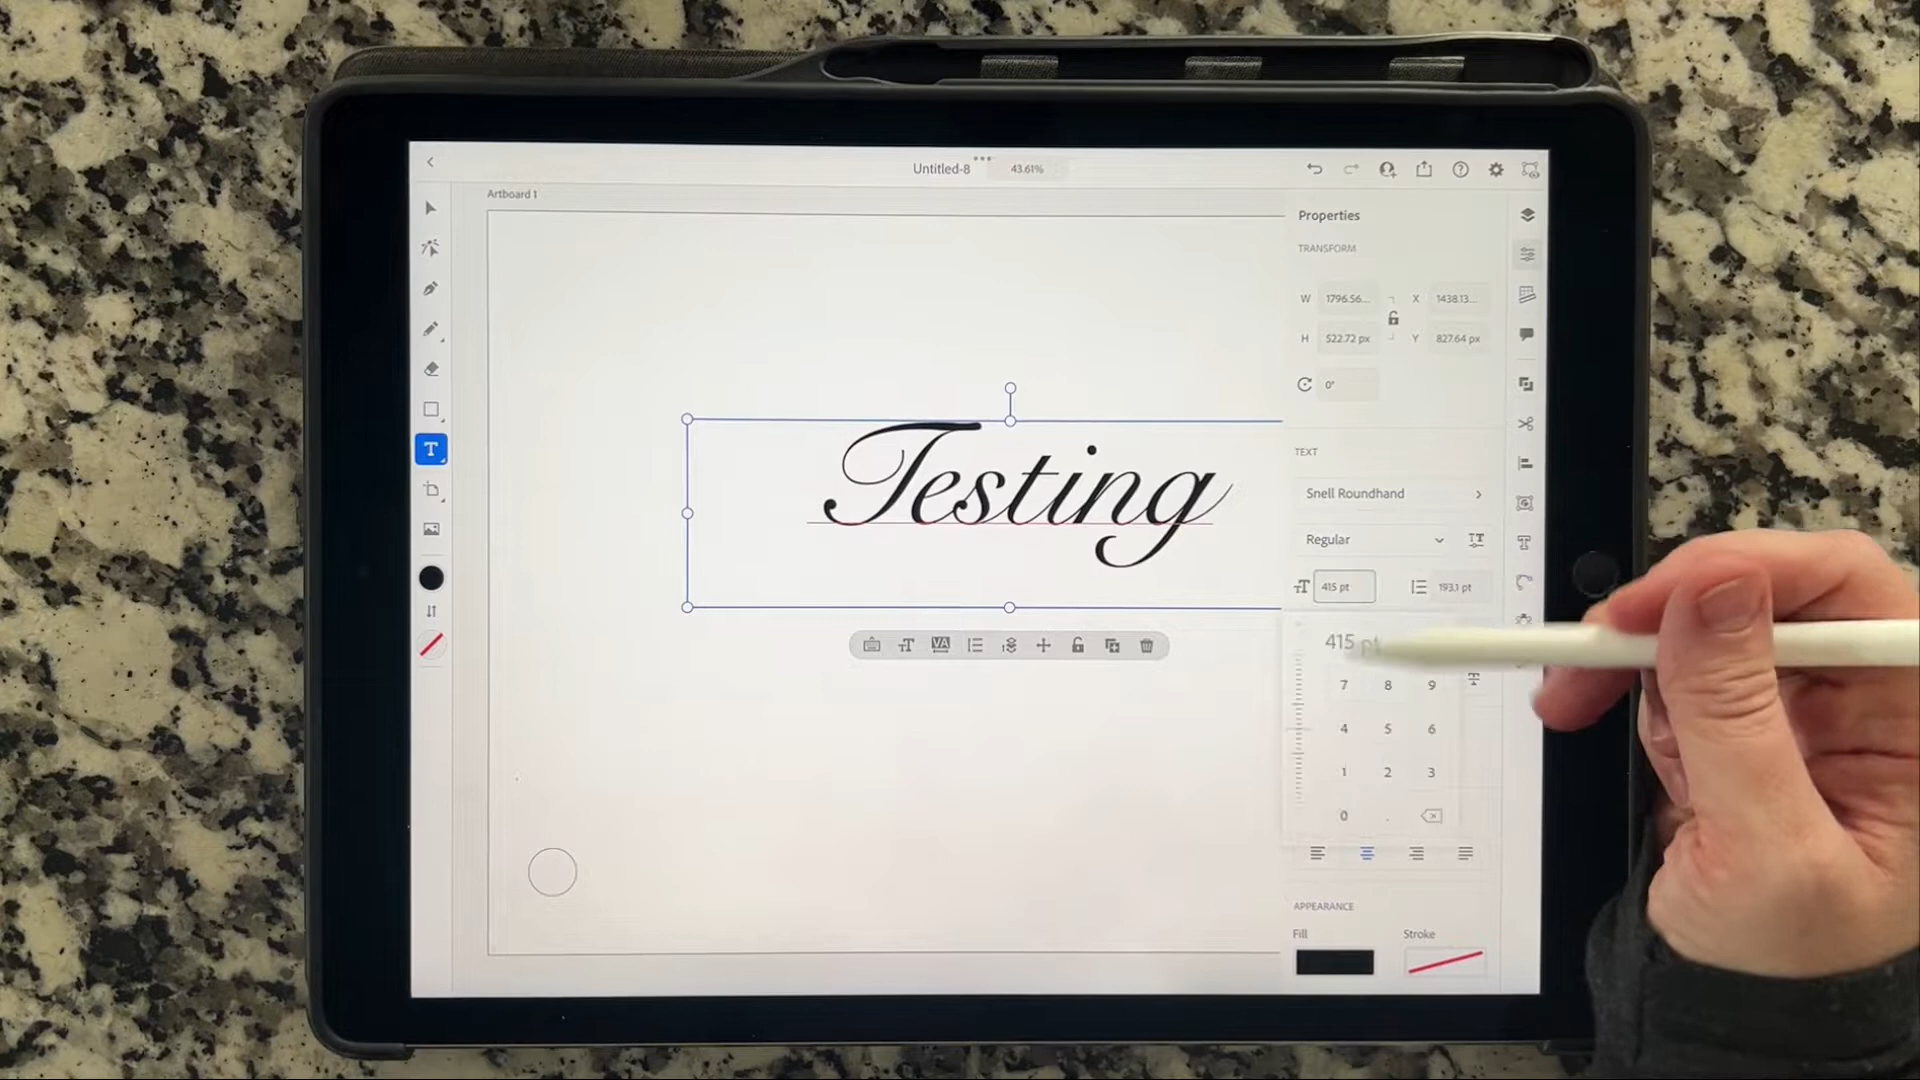 Untitled-8
43.61%
Artboard 1
Properties
TRANSFORM
W 1796.56... X 1438.13...
H 522.72 px Y 827.64 px
0°
Testing
TEXT
Snell Roundhand
Regular
415 pt 193.1 pt
415 pt
7 8 9
4 5 6
1 2 3
0 .
APPEARANCE
Fill Stroke